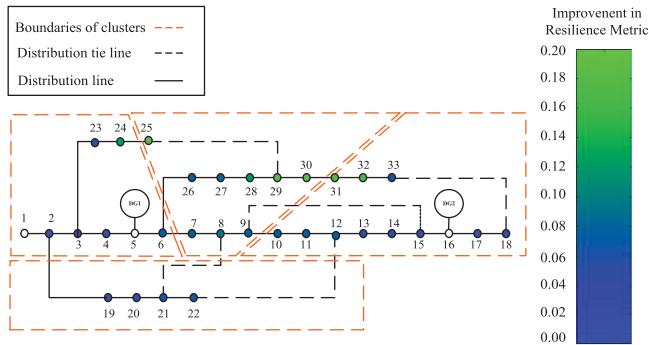 Boundaries of clusters
Distribution tie line
Distribution line
Improvenent in
Resilience Metric
0.20
0.18
0.16
0.14
0.12
0.10
0.08
0.06
0.04
0.02
0.00
23 24 25
26 27 28 29 30 31 32 33
DG1
DG2
1 2 3 4 5 6 7 8 9 10 11 12 13 14 15 16 17 18
19 20 21 22